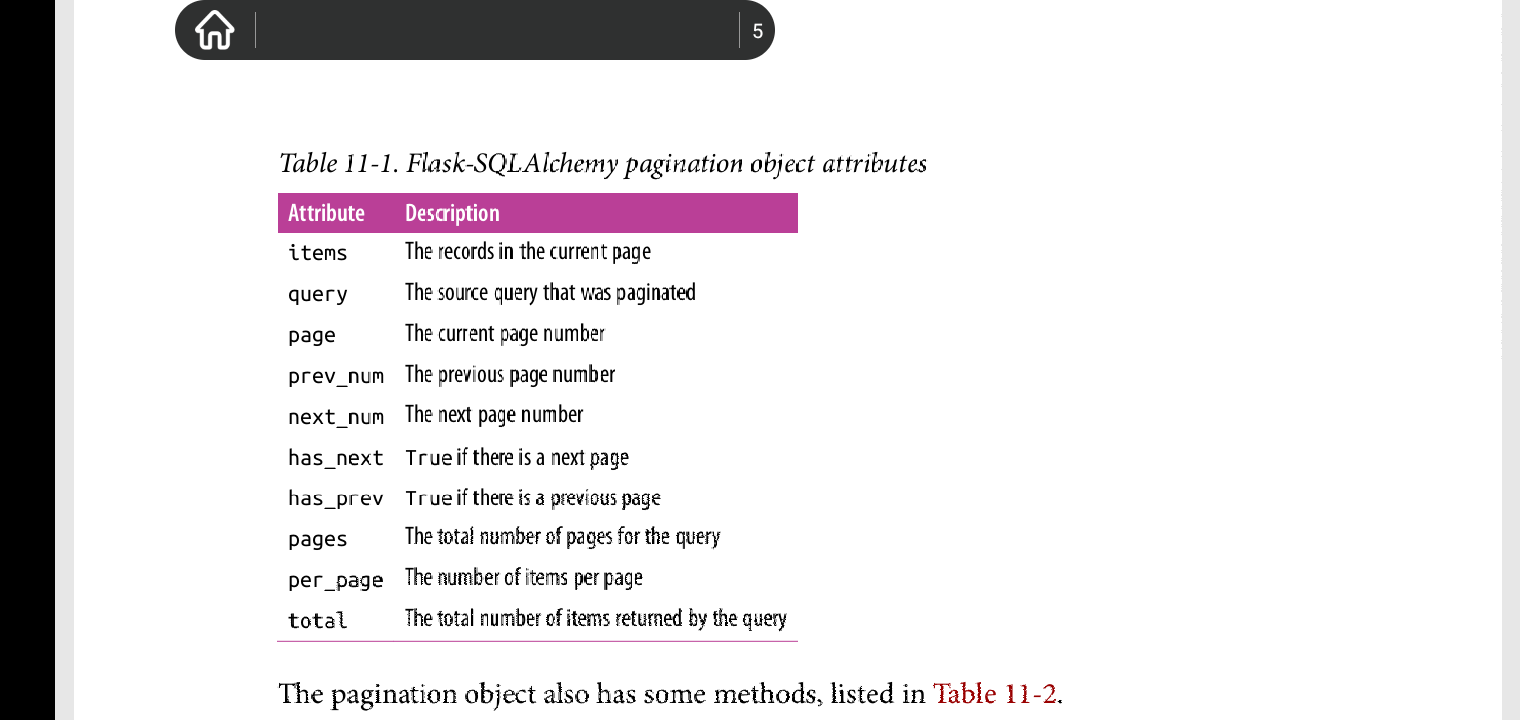 5
Table 11-1. Flask-SQLAlchemy pagination object attributes
Attribute Description
items The records in the current page
query The source query that was paginated
page The current page number
prev_num The previous page number
next_num The next page number
has_next True if there is a next page
has_prev True if there is a previous page
pages The total number of pages for the query
per_page The number of items per page
total The total number of items returned by the query
The pagination object also has some methods, listed in Table 11-2.